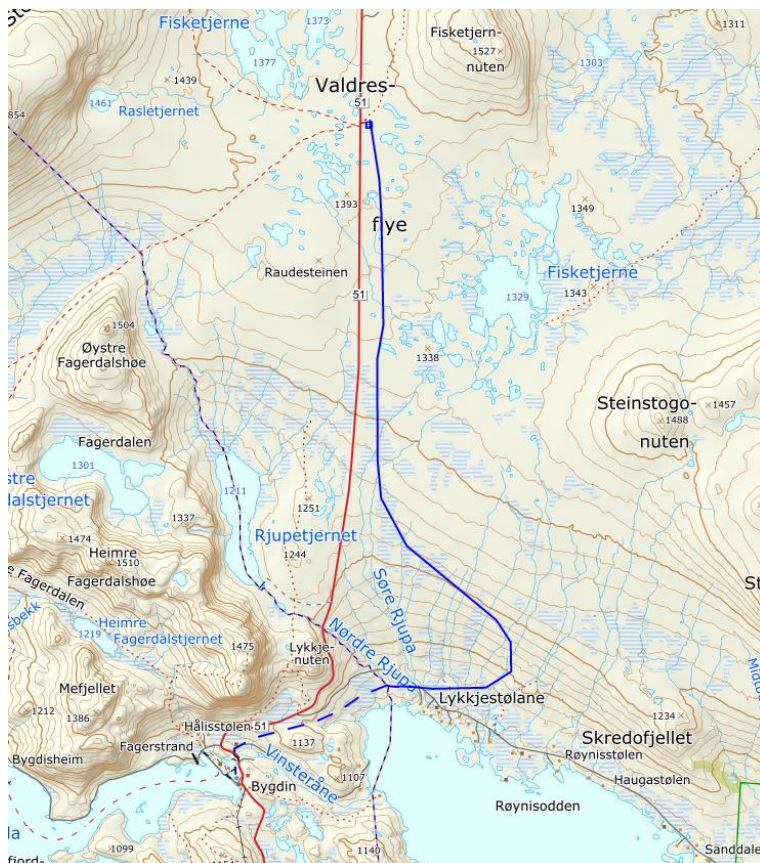 Fisketjerne
1373
1377
Fisketjern-
1527
nuten
1311
1303
1439
Valdres-
1461
Rasletjernet
51
854
1393
flye
1349
Raudesteinen
Fisketjerne
1329
1343
51
1504
Øystre
Fagerdalshøe
1338
Steinstogo-
1457
1488
nuten
Fagerdalen
1301
1211
1251
1337
Rjupetjernet
1474
Heimre
1510
Fagerdalshøe
1244
Fagerdalen
Heimre
1219
Fagerdalstjernet
Søre Rjupa
Nørdre Rjupa
1475
Lykkje-
nuten
Mefjellet
Lykkjestølane
1212
1386
Hålisstølen
51
1234
Skredofjellet
Bygdisheim
Fagerstrand
1137
Røynisstølen
Vinsteråne
1107
Haugastølen
Bygdin
Røynisodden
1099
1140
Sanddale